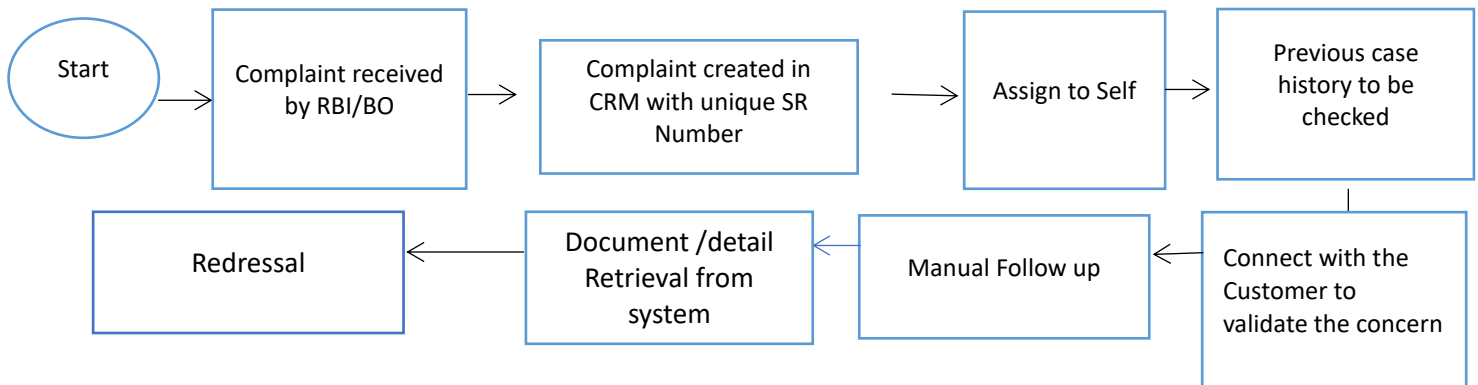 Start
Complaint received
by RBI/BO
Complaint created in
CRM with unique SR
Number
Assign to Self
Previous case
history to be
checked
Connect with the
Customer to
validate the concern
Manual Follow up
Document /detail
Retrieval from
system
Redressal